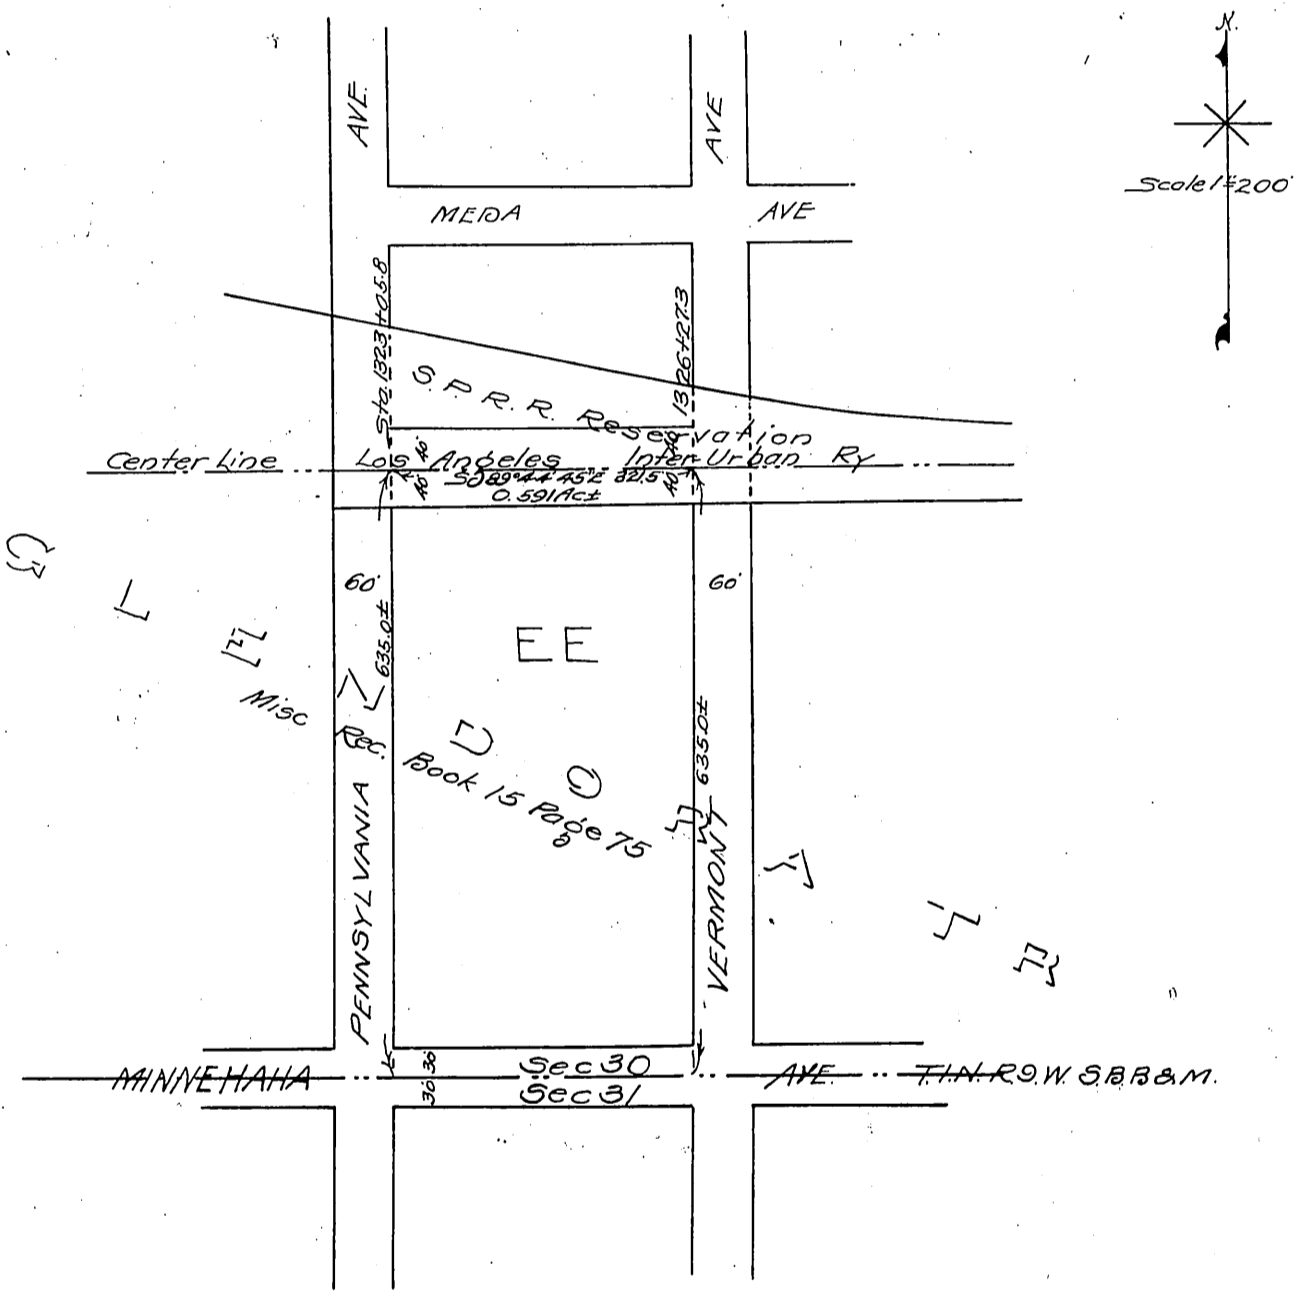 N.
Scale 1"=200'
AVE.
AVE
MEDA AVE
Sta. 1323+05.8
1326+27.3
S. P. R. R. Reservation
Center Line Los Angeles Inter Urban Ry
40'
40'
40'
40'
S 89°44'45"E 321.5
0.591 Ac±
60'
60'
635.0±
635.0±
EE
Misc Rec. Book 15 Page 75
PENNSYLVANIA
VERMONT
30'
30'
Sec 30
MINNEHAHA AVE. T.1.N. R.9.W. S.B.B.&M.
Sec 31